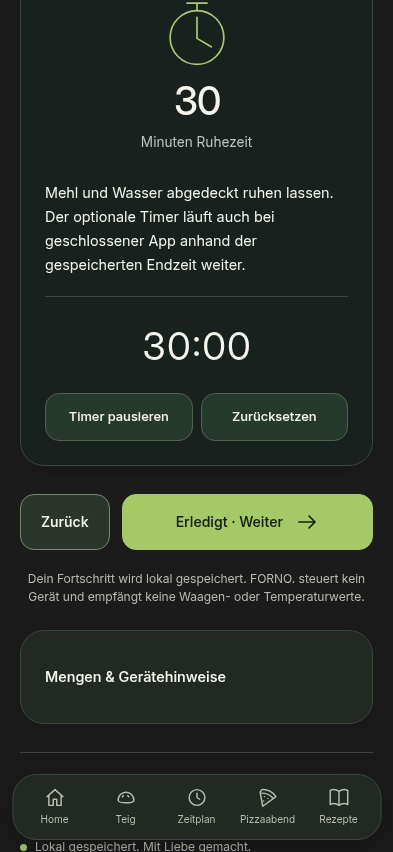 30
Minuten Ruhezeit
Mehl und Wasser abgedeckt ruhen lassen.
Der optionale Timer läuft auch bei
geschlossener App anhand der
gespeicherten Endzeit weiter.
30:00
Timer pausieren
Zurücksetzen
Zurück
Erledigt · Weiter
Dein Fortschritt wird lokal gespeichert. FORNO. steuert kein
Gerät und empfängt keine Waagen- oder Temperaturwerte.
Mengen & Gerätehinweise
Home
Teig
Zeitplan
Pizzaabend
Rezepte
Lokal gespeichert. Mit Liebe gemacht.